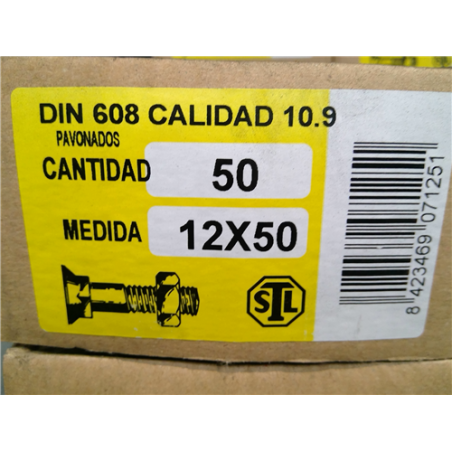 DIN 608 CALIDAD 10.9
PAVONADOS
CANTIDAD 50
MEDIDA 12X50
STL
8 423469 071251